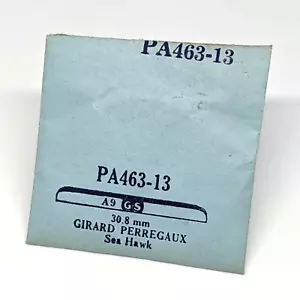 PA463-13
PA463-13
A9 GS
30.8 mm
GIRARD PERREGAUX
Sea Hawk